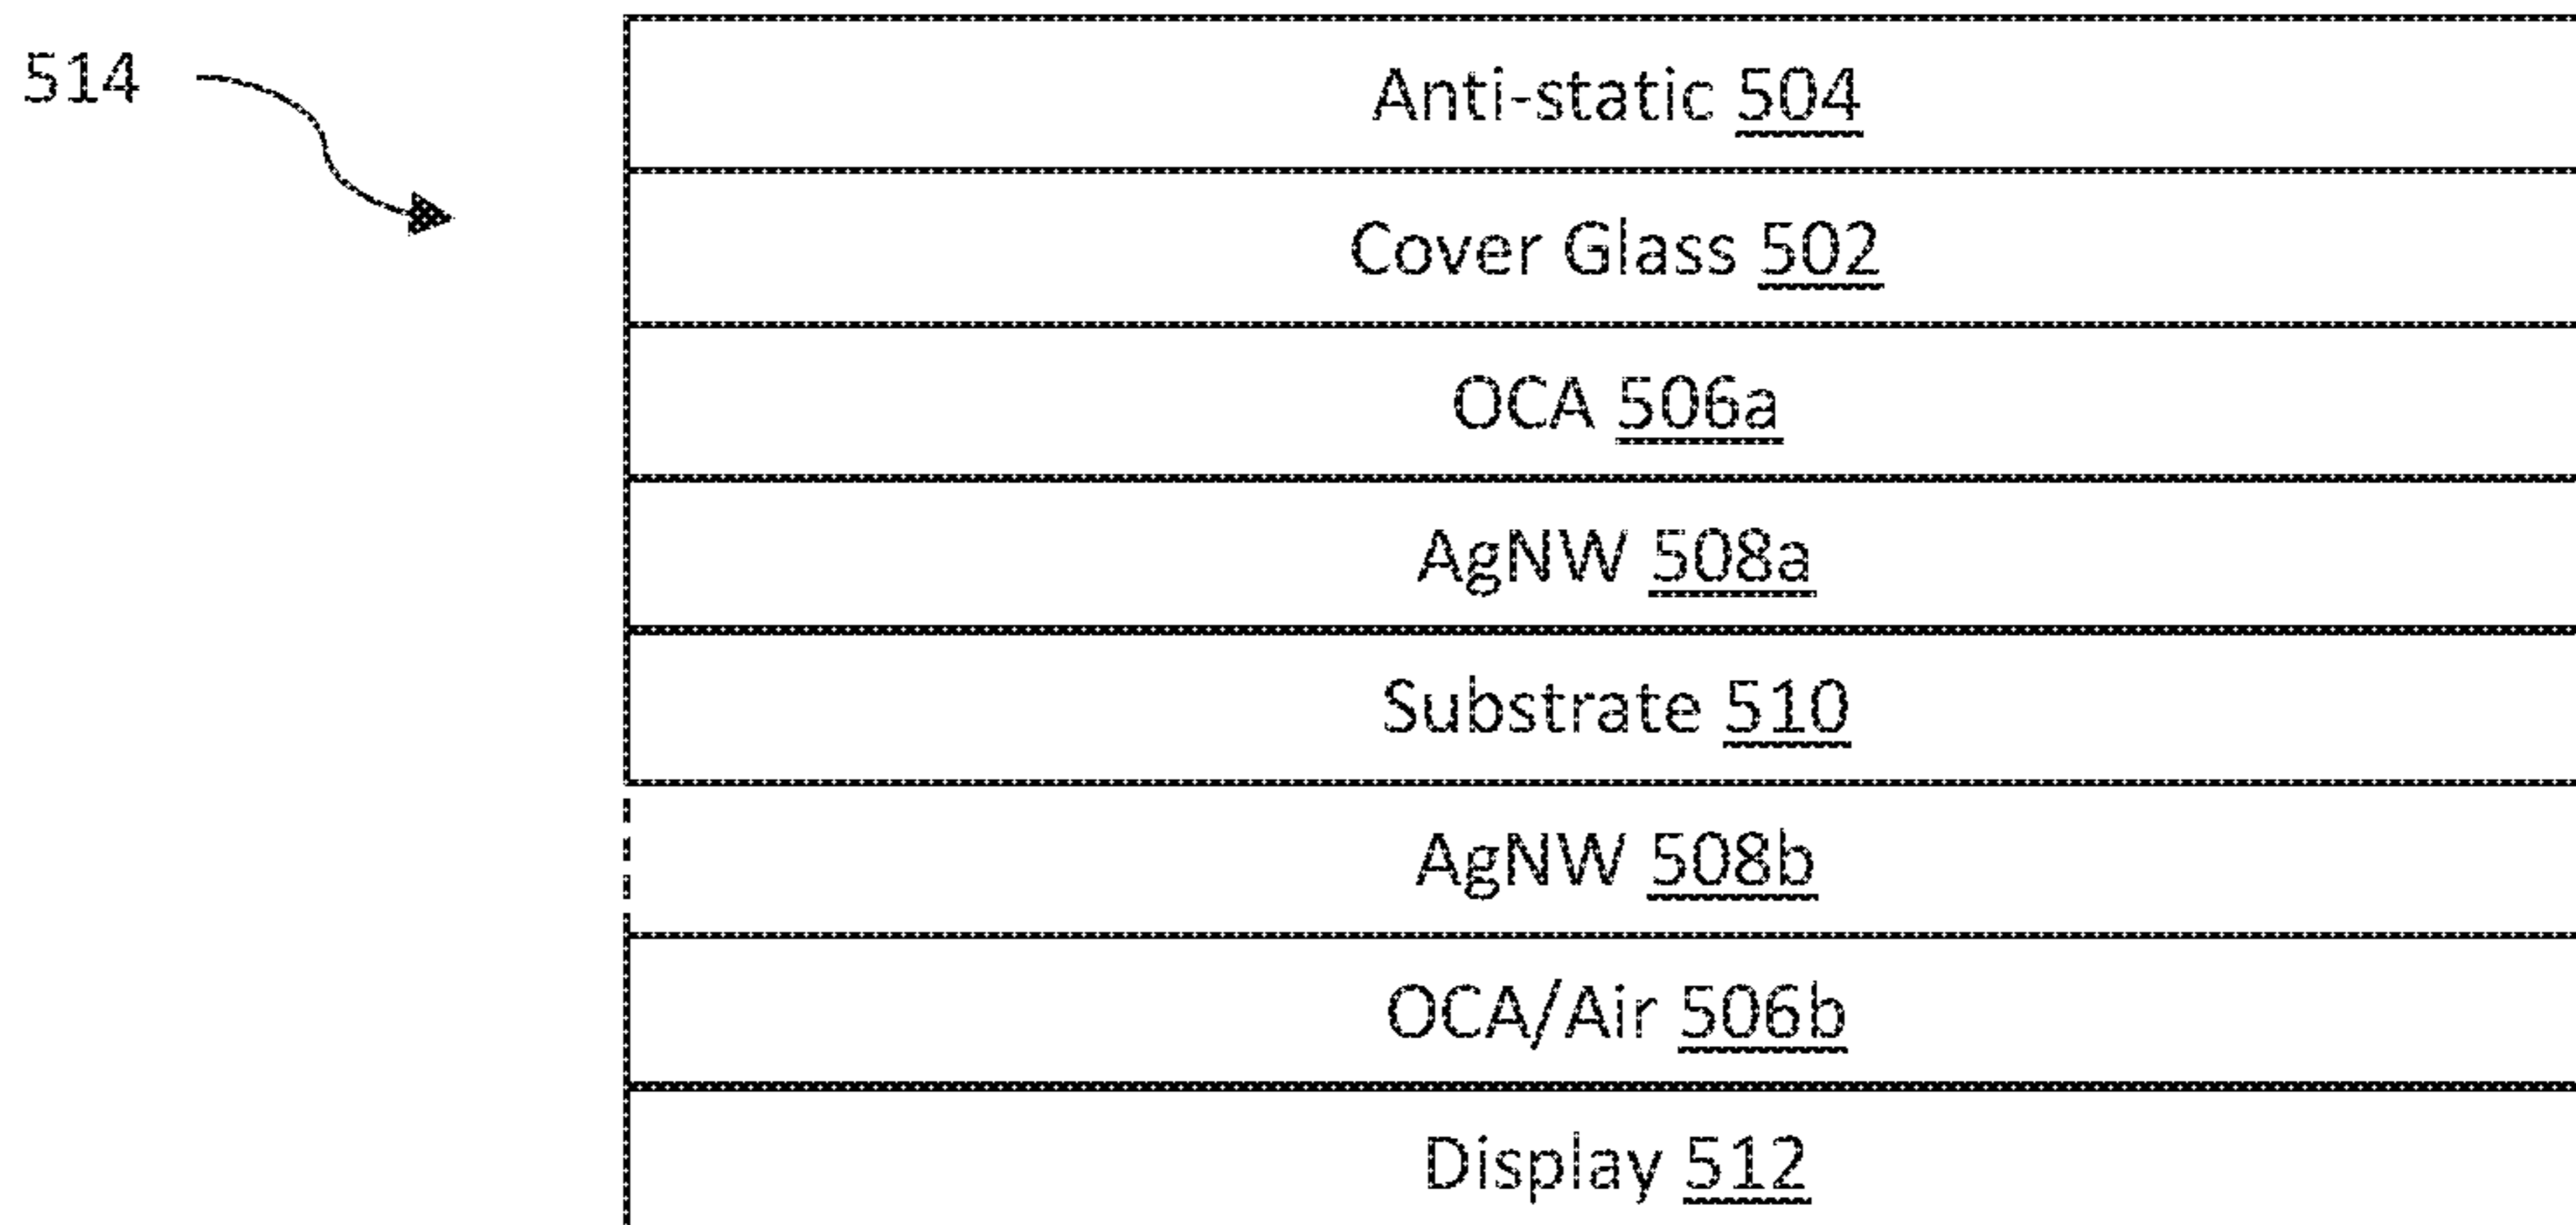 514
Anti-static 504
Cover Glass 502
OCA 506a
AgNW 508a
Substrate 510
AgNW 508b
OCA/Air 506b
Display 512